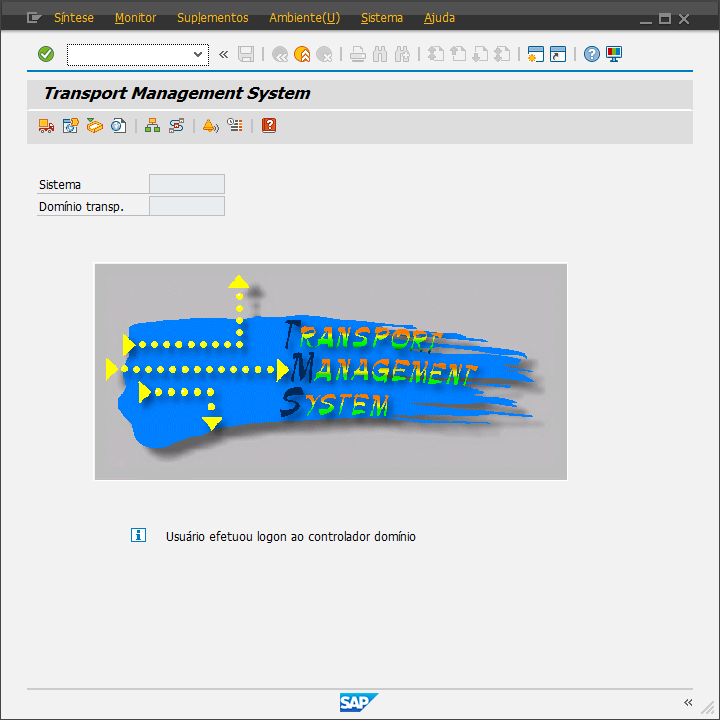 Síntese Monitor Suplementos Ambiente(U) Sistema Ajuda
Transport Management System
Sistema
Domínio transp.
TRANSPORT
MANAGEMENT
SYSTEM
Usuário efetuou logon ao controlador domínio
SAP